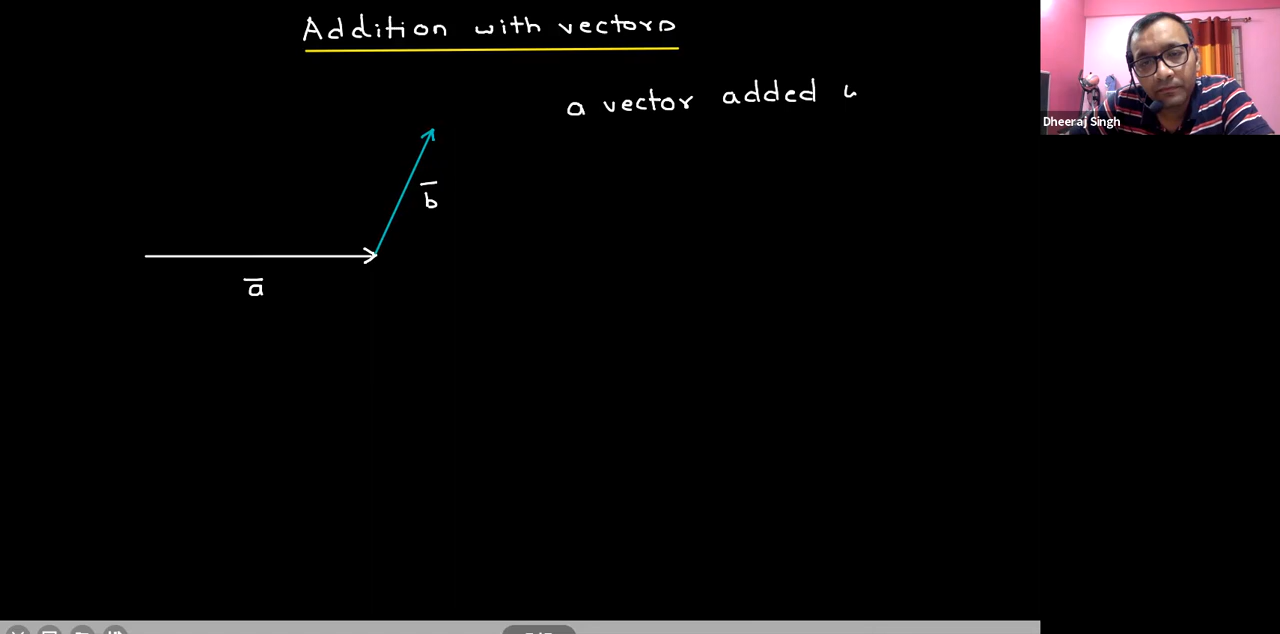 Addition with vectors
a vector added
Dheeraj Singh
b̅
a̅